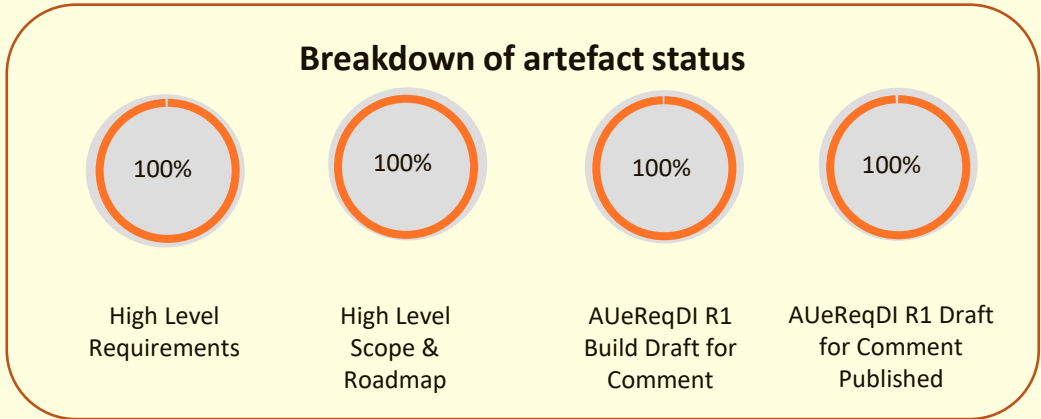 Breakdown of artefact status
100%
100%
100%
100%
High Level
Requirements
High Level
Scope &
Roadmap
AUeReqDI R1
Build Draft for
Comment
AUeReqDI R1 Draft
for Comment
Published